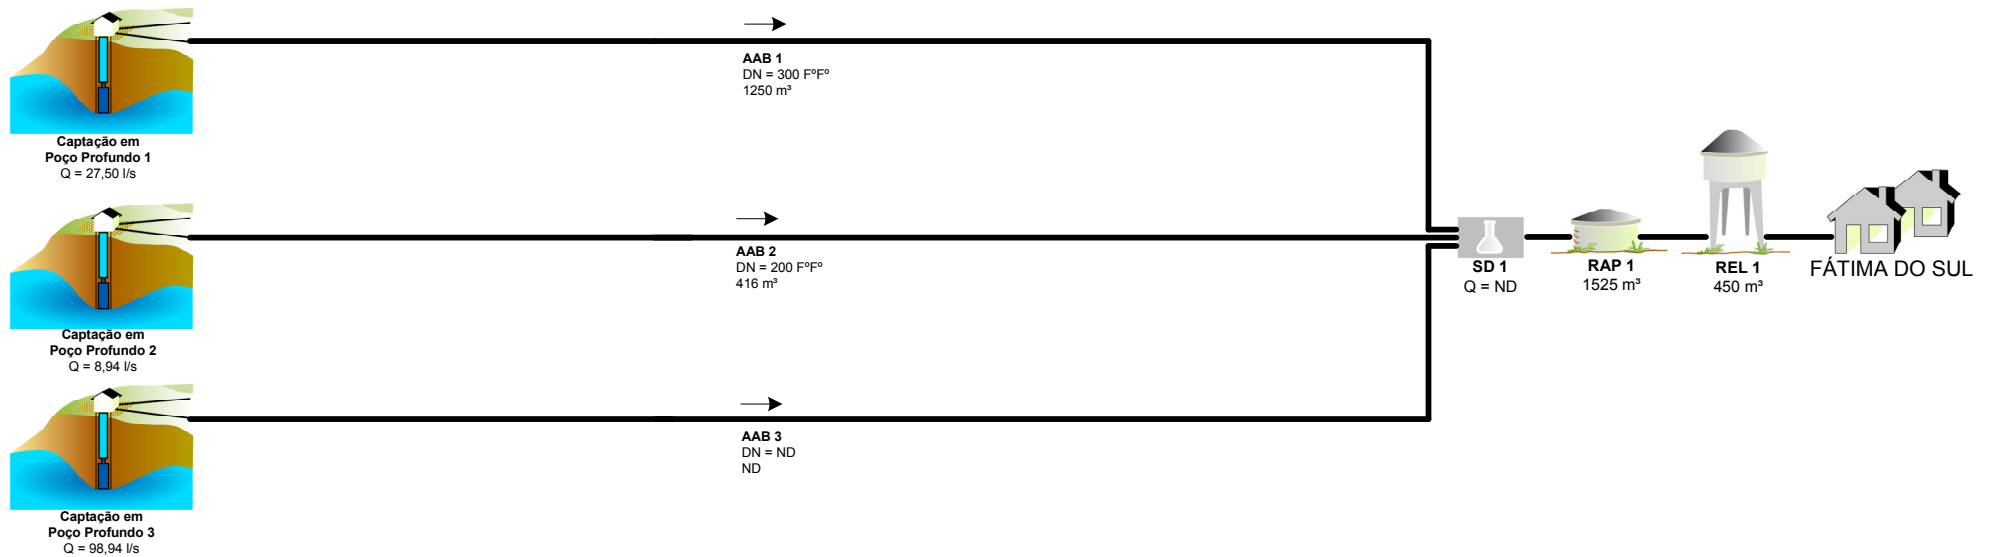 AAB 1
DN = 300 FºFº
1250 m³
Captação em
Poço Profundo 1
Q = 27,50 l/s
AAB 2
DN = 200 FºFº
416 m³
Captação em
Poço Profundo 2
Q = 8,94 l/s
AAB 3
DN = ND
ND
Captação em
Poço Profundo 3
Q = 98,94 l/s
SD 1
Q = ND
RAP 1
1525 m³
REL 1
450 m³
FÁTIMA DO SUL